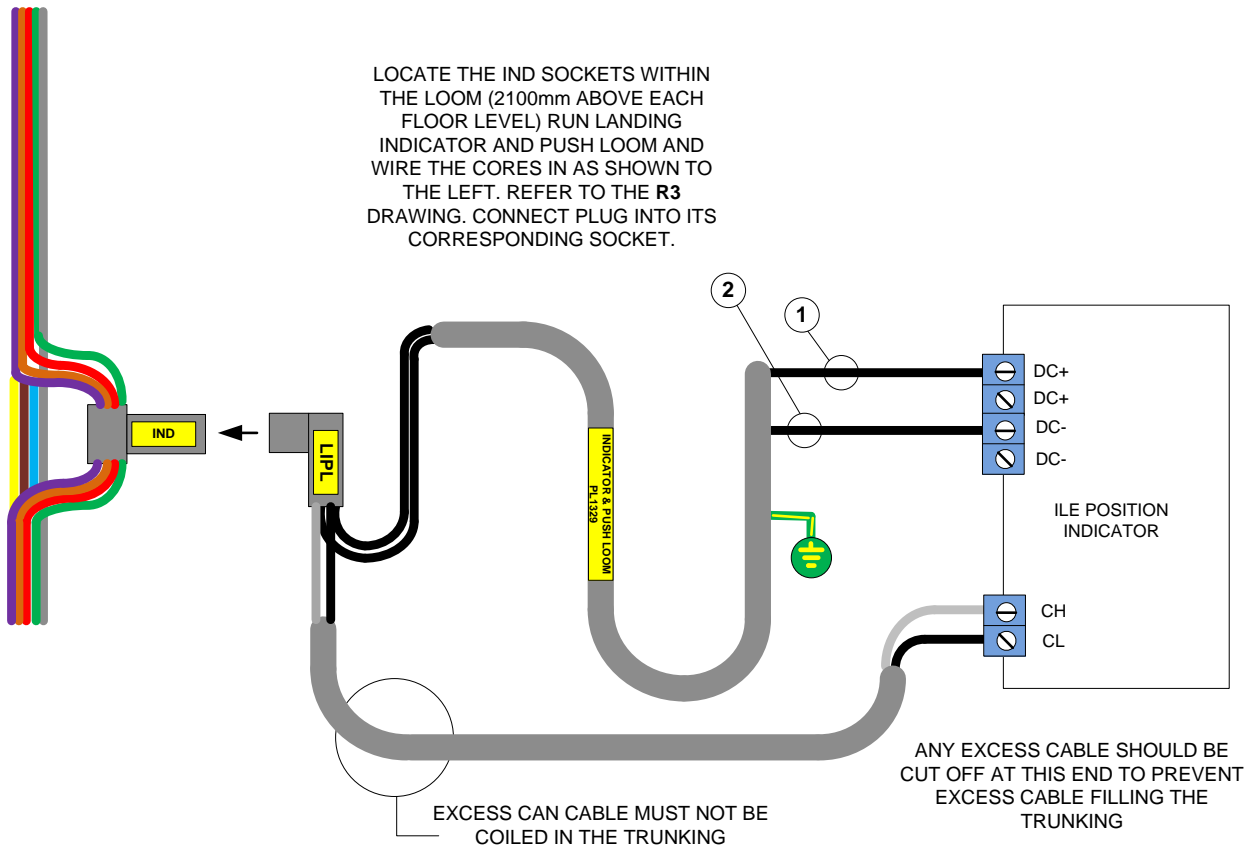 LOCATE THE IND SOCKETS WITHIN
THE LOOM (2100mm ABOVE EACH
FLOOR LEVEL) RUN LANDING
INDICATOR AND PUSH LOOM AND
WIRE THE CORES IN AS SHOWN TO
THE LEFT. REFER TO THE R3
DRAWING. CONNECT PLUG INTO ITS
CORRESPONDING SOCKET.
2
1
DC+
DC+
DC-
DC-
IND
LIPL
INDICATOR & PUSH LOOM
PL1329
ILE POSITION
INDICATOR
CH
CL
ANY EXCESS CABLE SHOULD BE
CUT OFF AT THIS END TO PREVENT
EXCESS CABLE FILLING THE
TRUNKING
EXCESS CAN CABLE MUST NOT BE
COILED IN THE TRUNKING